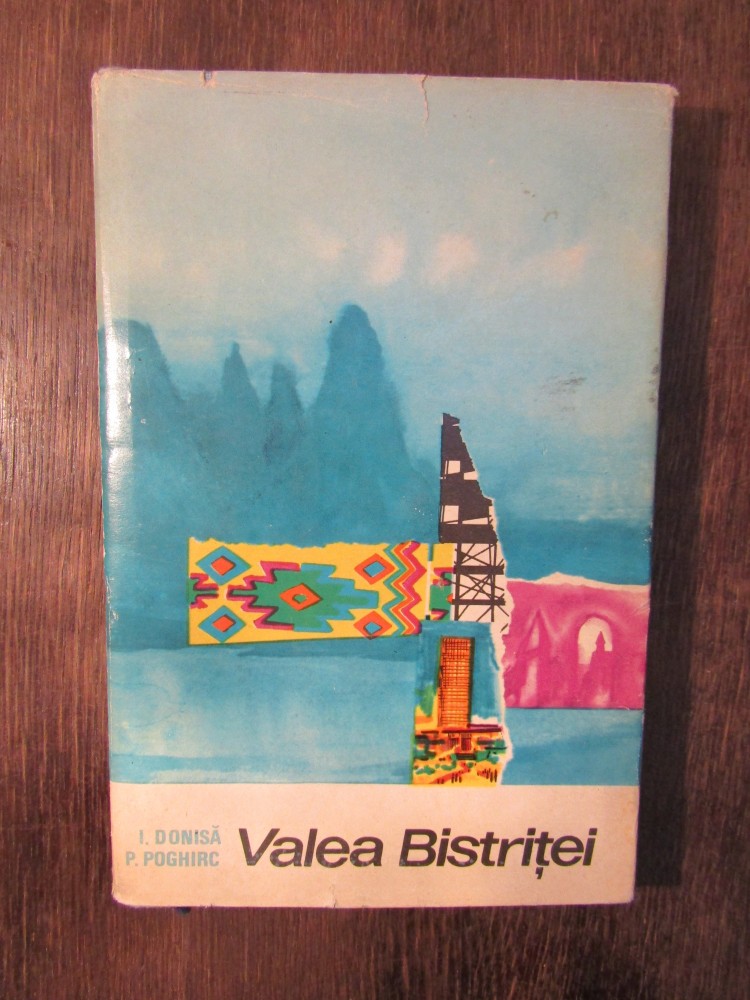 I. DONISĂ
P. POGHIRC
Valea Bistriței